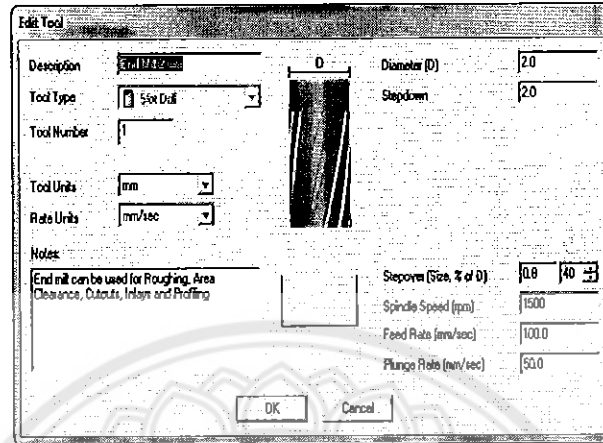 Edit Tool
Description
D
Diameter (D) 2.0
Tool Type
Stepdown 2.0
Tool Number 1
Tool Units mm
Rate Units mm/sec
Notes:
End mill can be used for Roughing, Area
Clearance, Cutouts, Inlays and Profiling
Stepover (Size, % of D) 0.8 40
Spindle Speed (rpm) 1500
Feed Rate (mm/sec) 100.0
Plunge Rate (mm/sec) 50.0
OK Cancel